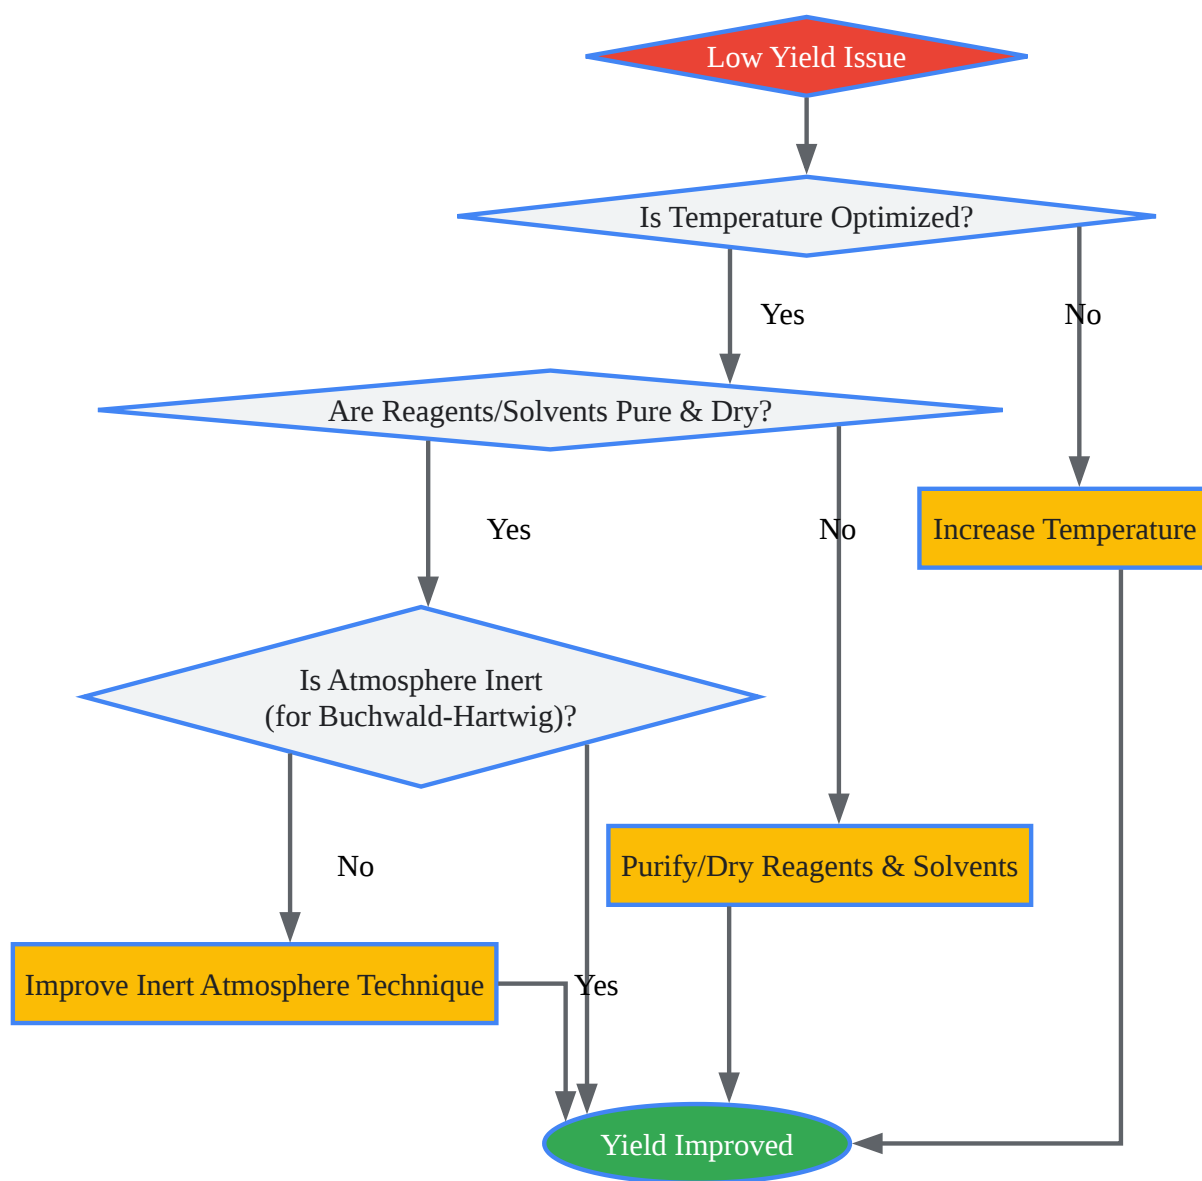 Low Yield Issue
Is Temperature Optimized?
Yes
No
Are Reagents/Solvents Pure & Dry?
Yes
No
Increase Temperature
Is Atmosphere Inert
(for Buchwald-Hartwig)?
No
Purify/Dry Reagents & Solvents
Improve Inert Atmosphere Technique
Yes
Yield Improved